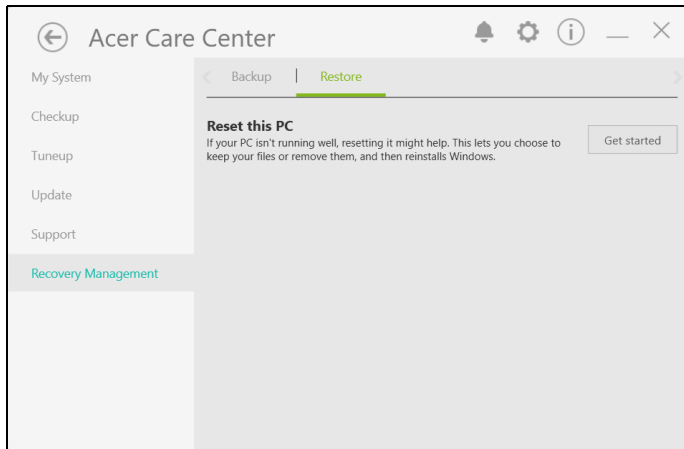 Acer Care Center
My System
Checkup
Tuneup
Update
Support
Recovery Management
Backup | Restore
Reset this PC
If your PC isn't running well, resetting it might help. This lets you choose to
keep your files or remove them, and then reinstalls Windows.
Get started